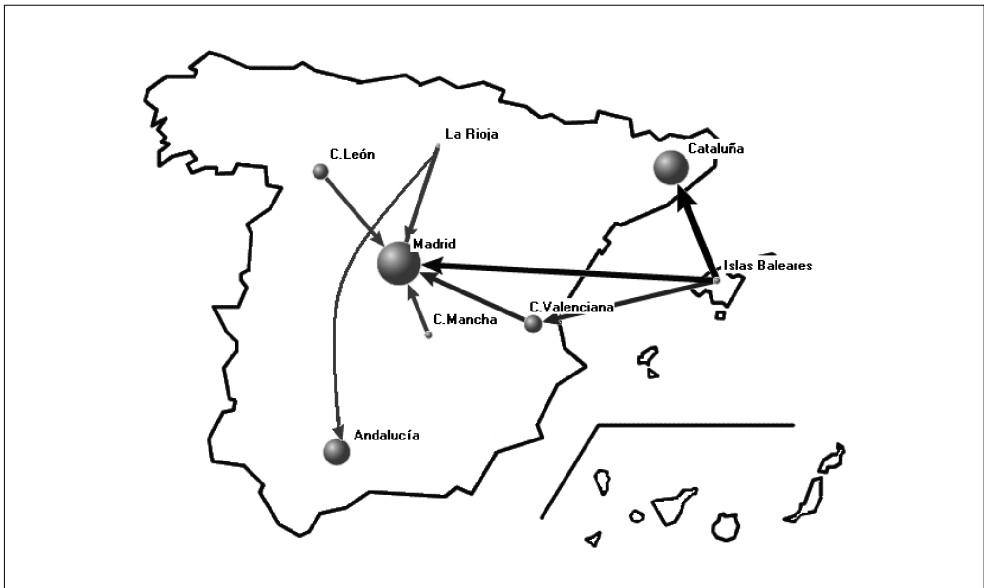 La Rioja
Cataluña
C.León
Madrid
Islas Baleares
C.Valenciana
C.Mancha
Andalucía